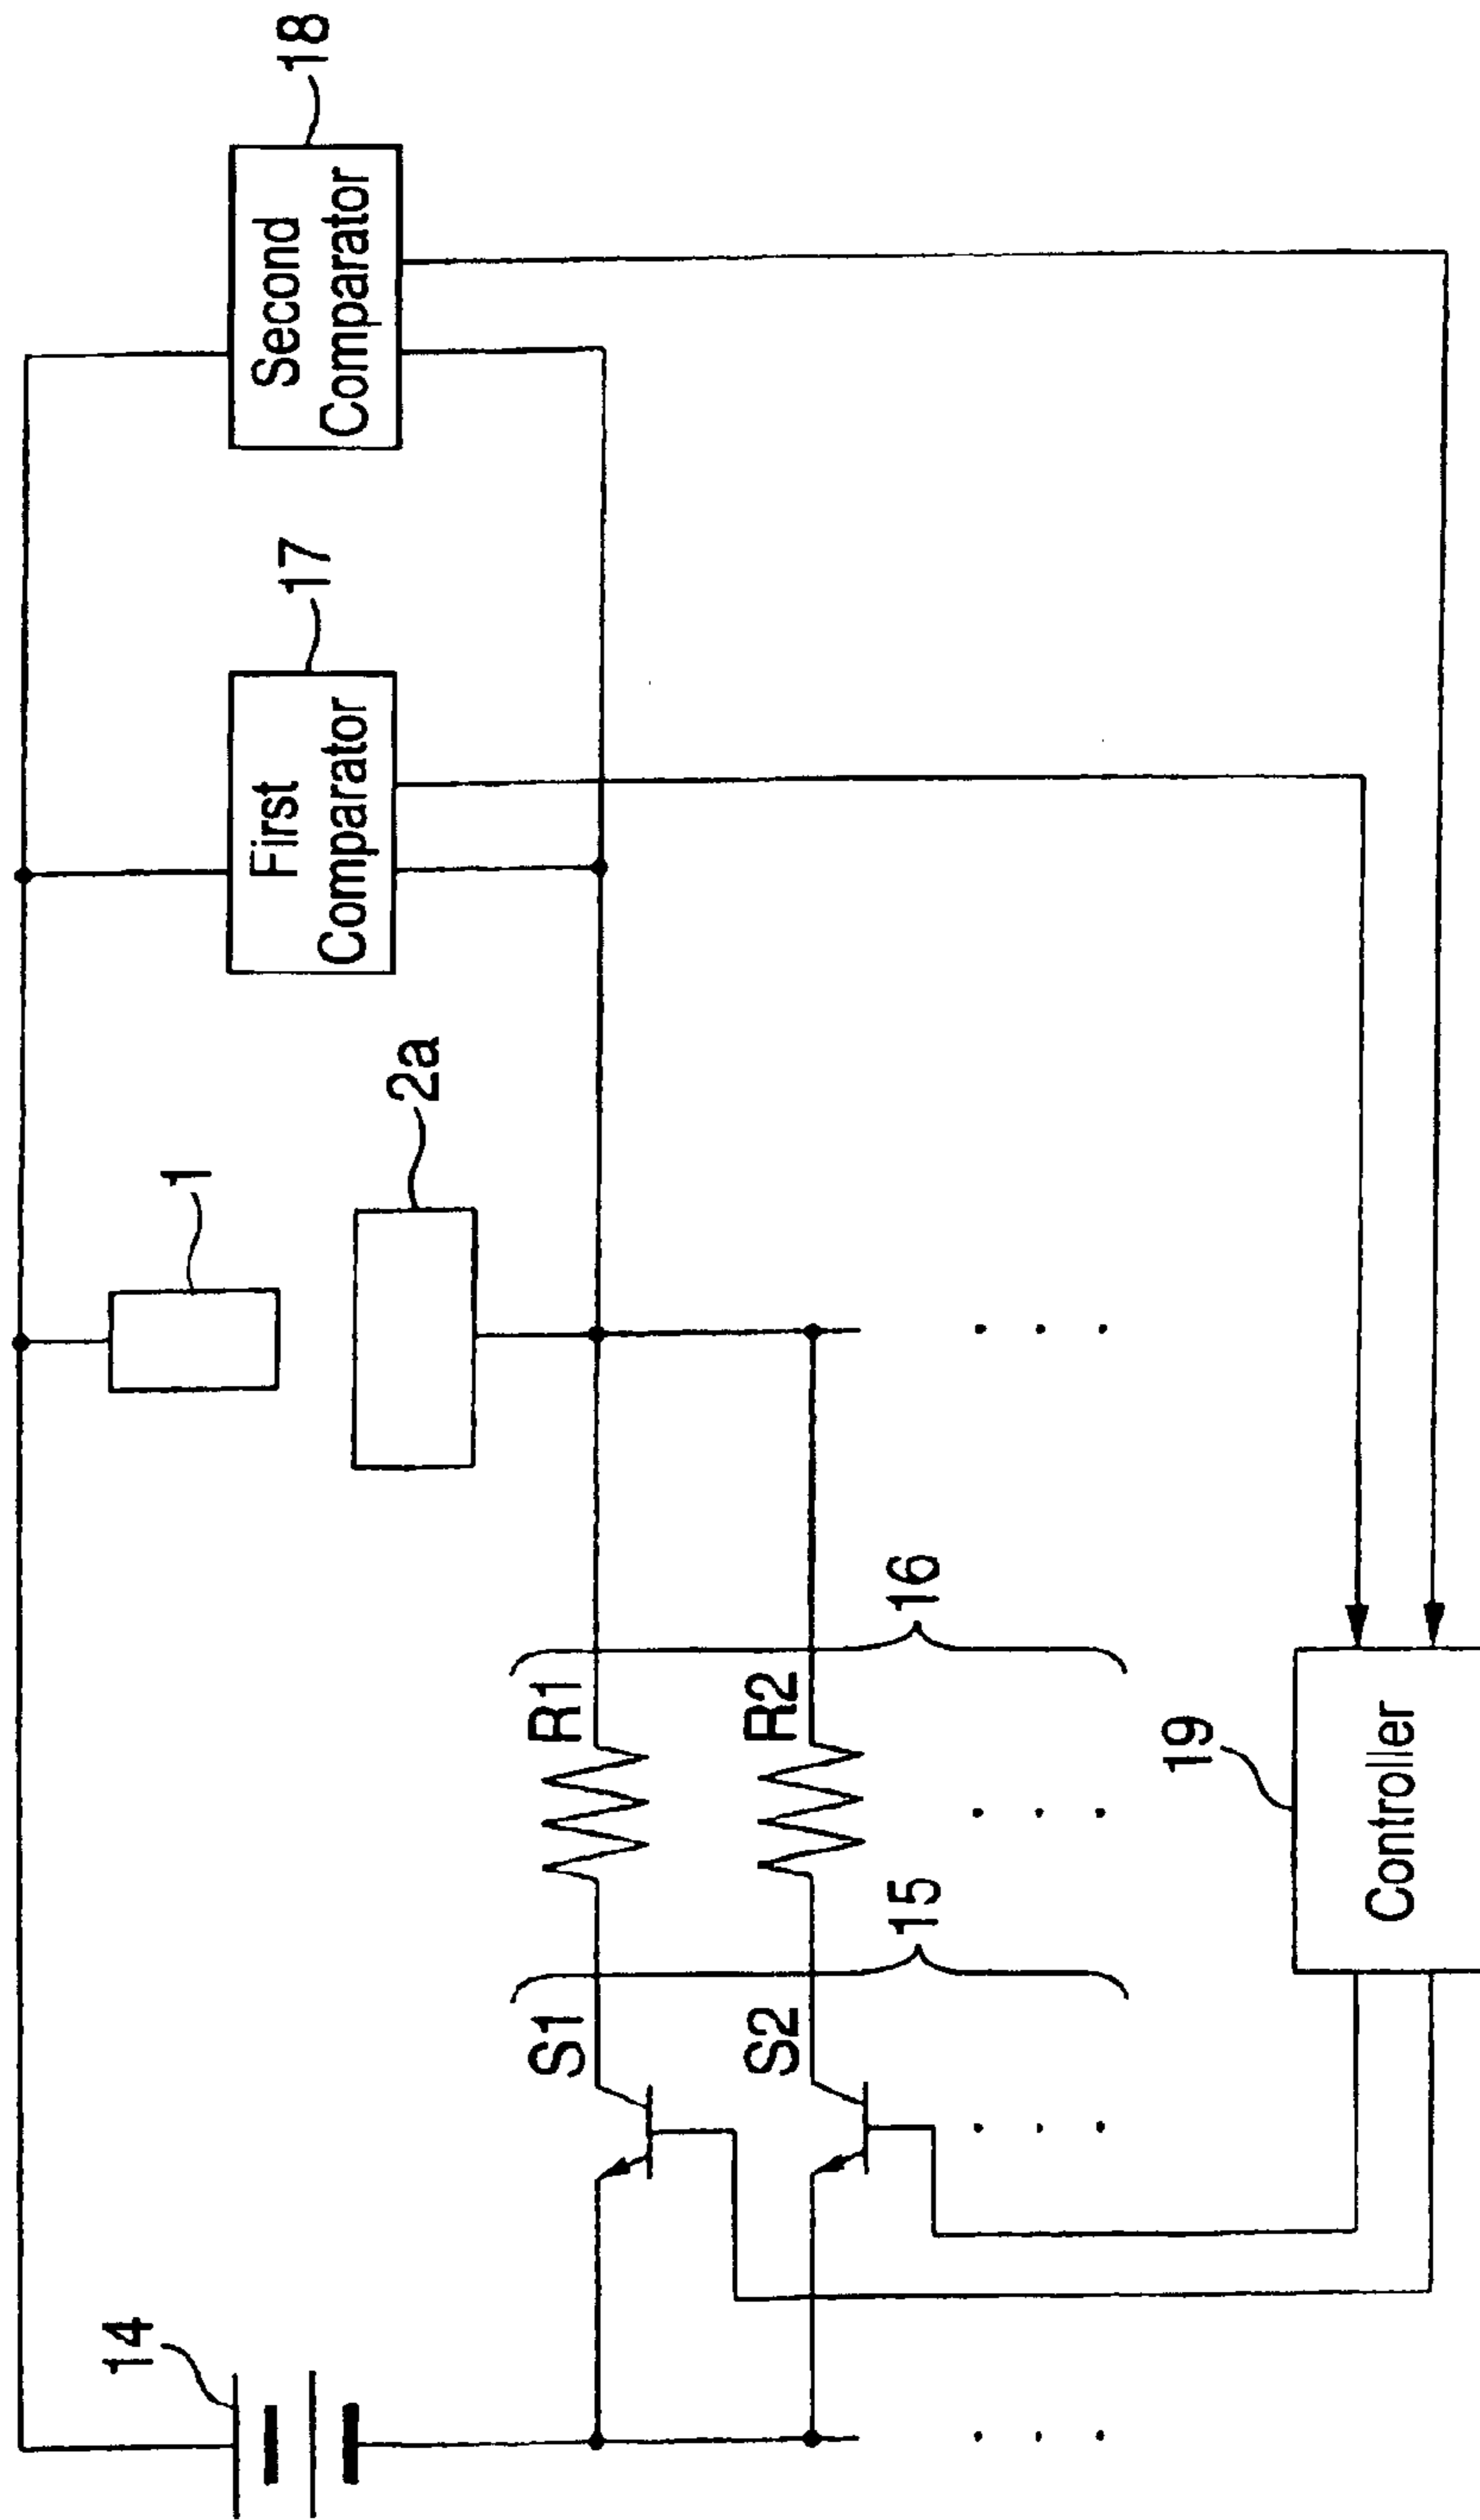 14
1
17
18
First
Comparator
Second
Comparator
2a
S1
R1
S2
R2
15
16
19
Controller